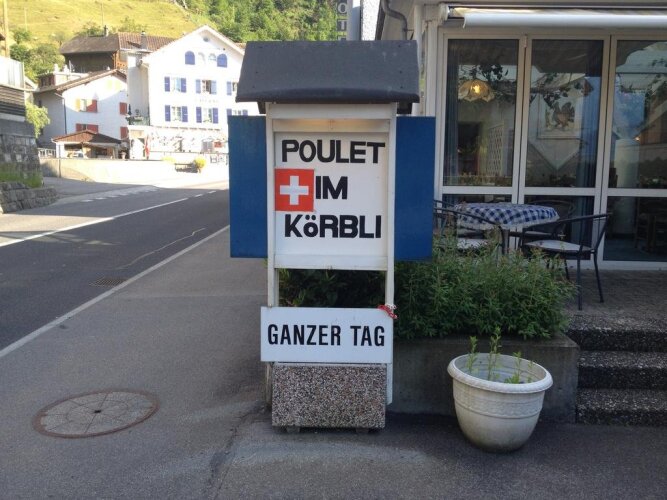 POULET
IM
KöRBLI
GANZER TAG